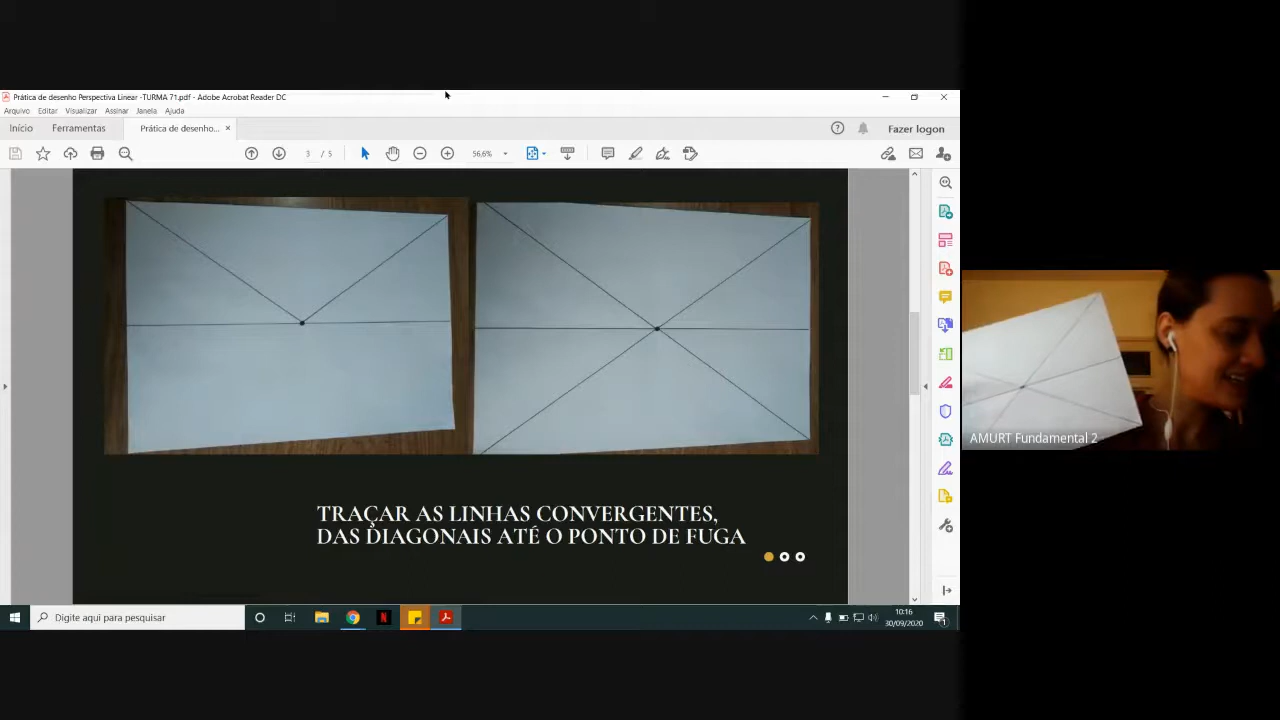 Prática de desenho Perspectiva Linear -TURMA 71.pdf - Adobe Acrobat Reader DC
Arquivo Editar Visualizar Assinar Janela Ajuda
Início Ferramentas Prática de desenho... × Fazer logon
3 / 5 56,6%
TRAÇAR AS LINHAS CONVERGENTES,
DAS DIAGONAIS ATÉ O PONTO DE FUGA
AMURT Fundamental 2
Digite aqui para pesquisar
10:16
30/09/2020